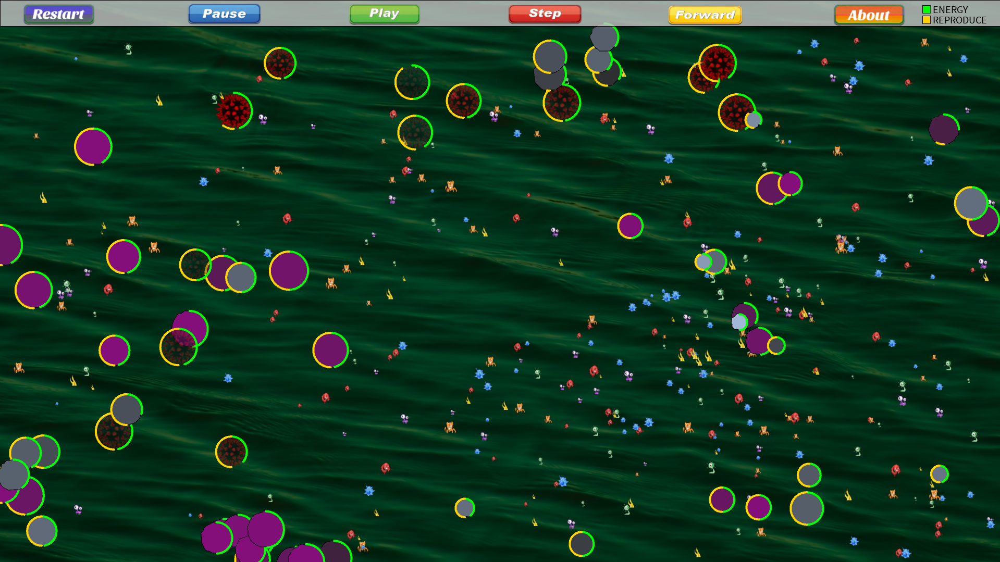 Restart
Pause
Play
Step
Forward
About
ENERGY
REPRODUCE